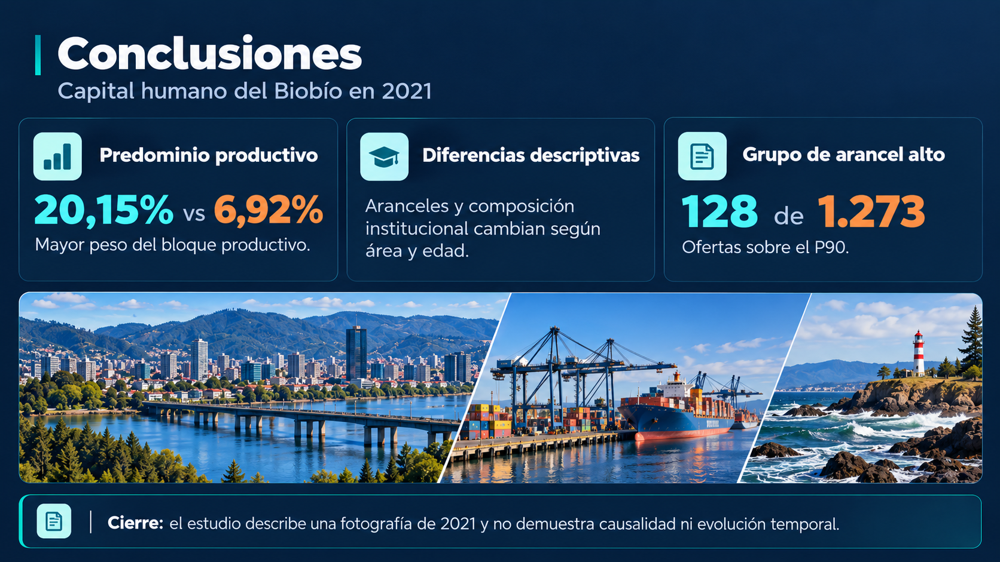 Conclusiones
Capital humano del Biobío en 2021
Predominio productivo
20,15% vs 6,92%
Mayor peso del bloque productivo.
Diferencias descriptivas
Aranceles y composición
institucional cambian según
área y edad.
Grupo de arancel alto
128 de 1.273
Ofertas sobre el P90.
Cierre: el estudio describe una fotografía de 2021 y no demuestra causalidad ni evolución temporal.